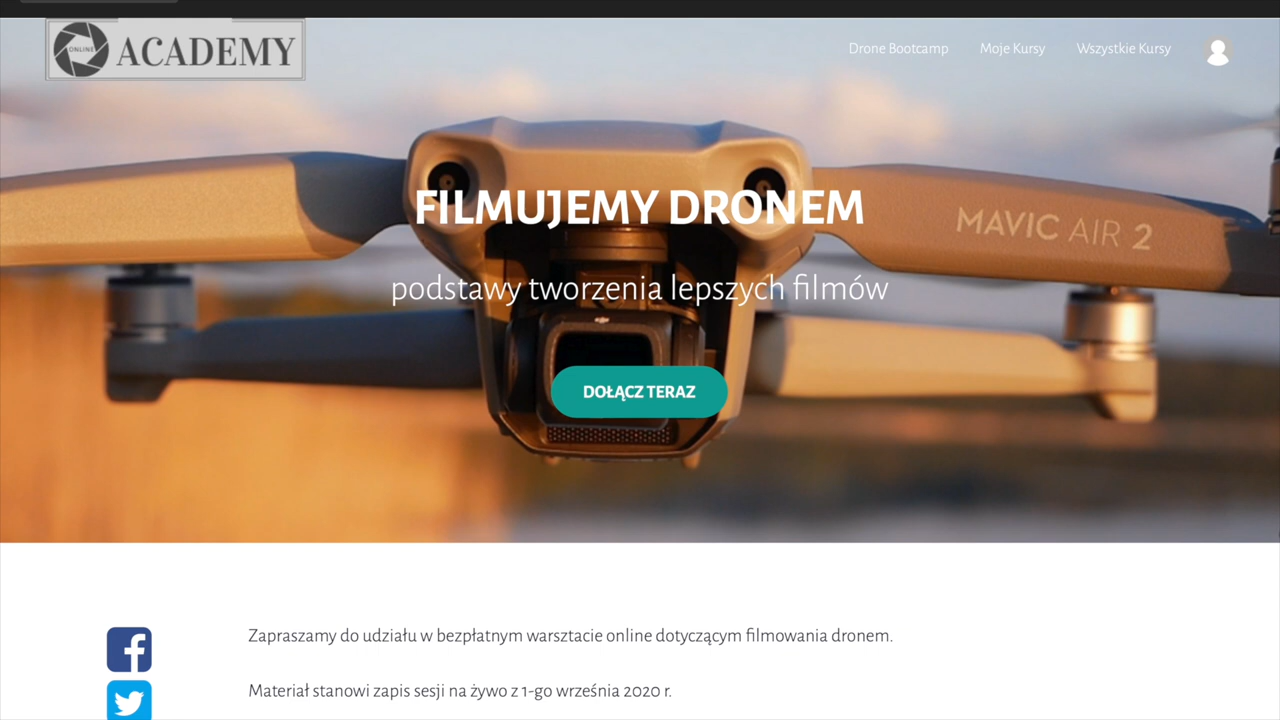 ONLINE
ACADEMY
Drone Bootcamp
Moje Kursy
Wszystkie Kursy
FILMUJEMY DRONEM
MAVIC AIR 2
podstawy tworzenia lepszych filmów
dji
DOŁĄCZ TERAZ
Zapraszamy do udziału w bezpłatnym warsztacie online dotyczącym filmowania dronem.
Materiał stanowi zapis sesji na żywo z 1-go września 2020 r.